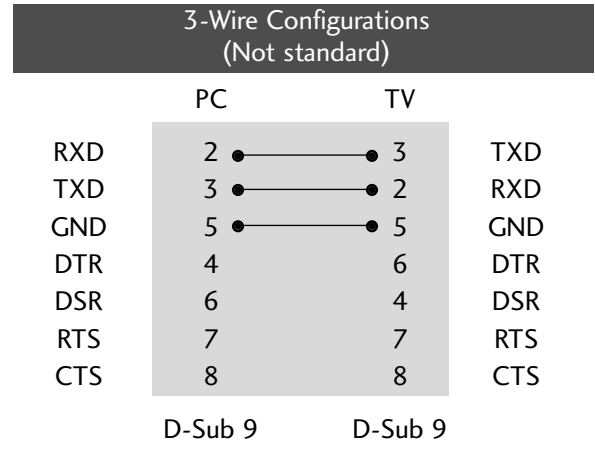 3-Wire Configurations
(Not standard)
PC TV
RXD 2 3 TXD
TXD 3 2 RXD
GND 5 5 GND
DTR 4 6 DTR
DSR 6 4 DSR
RTS 7 7 RTS
CTS 8 8 CTS
D-Sub 9 D-Sub 9